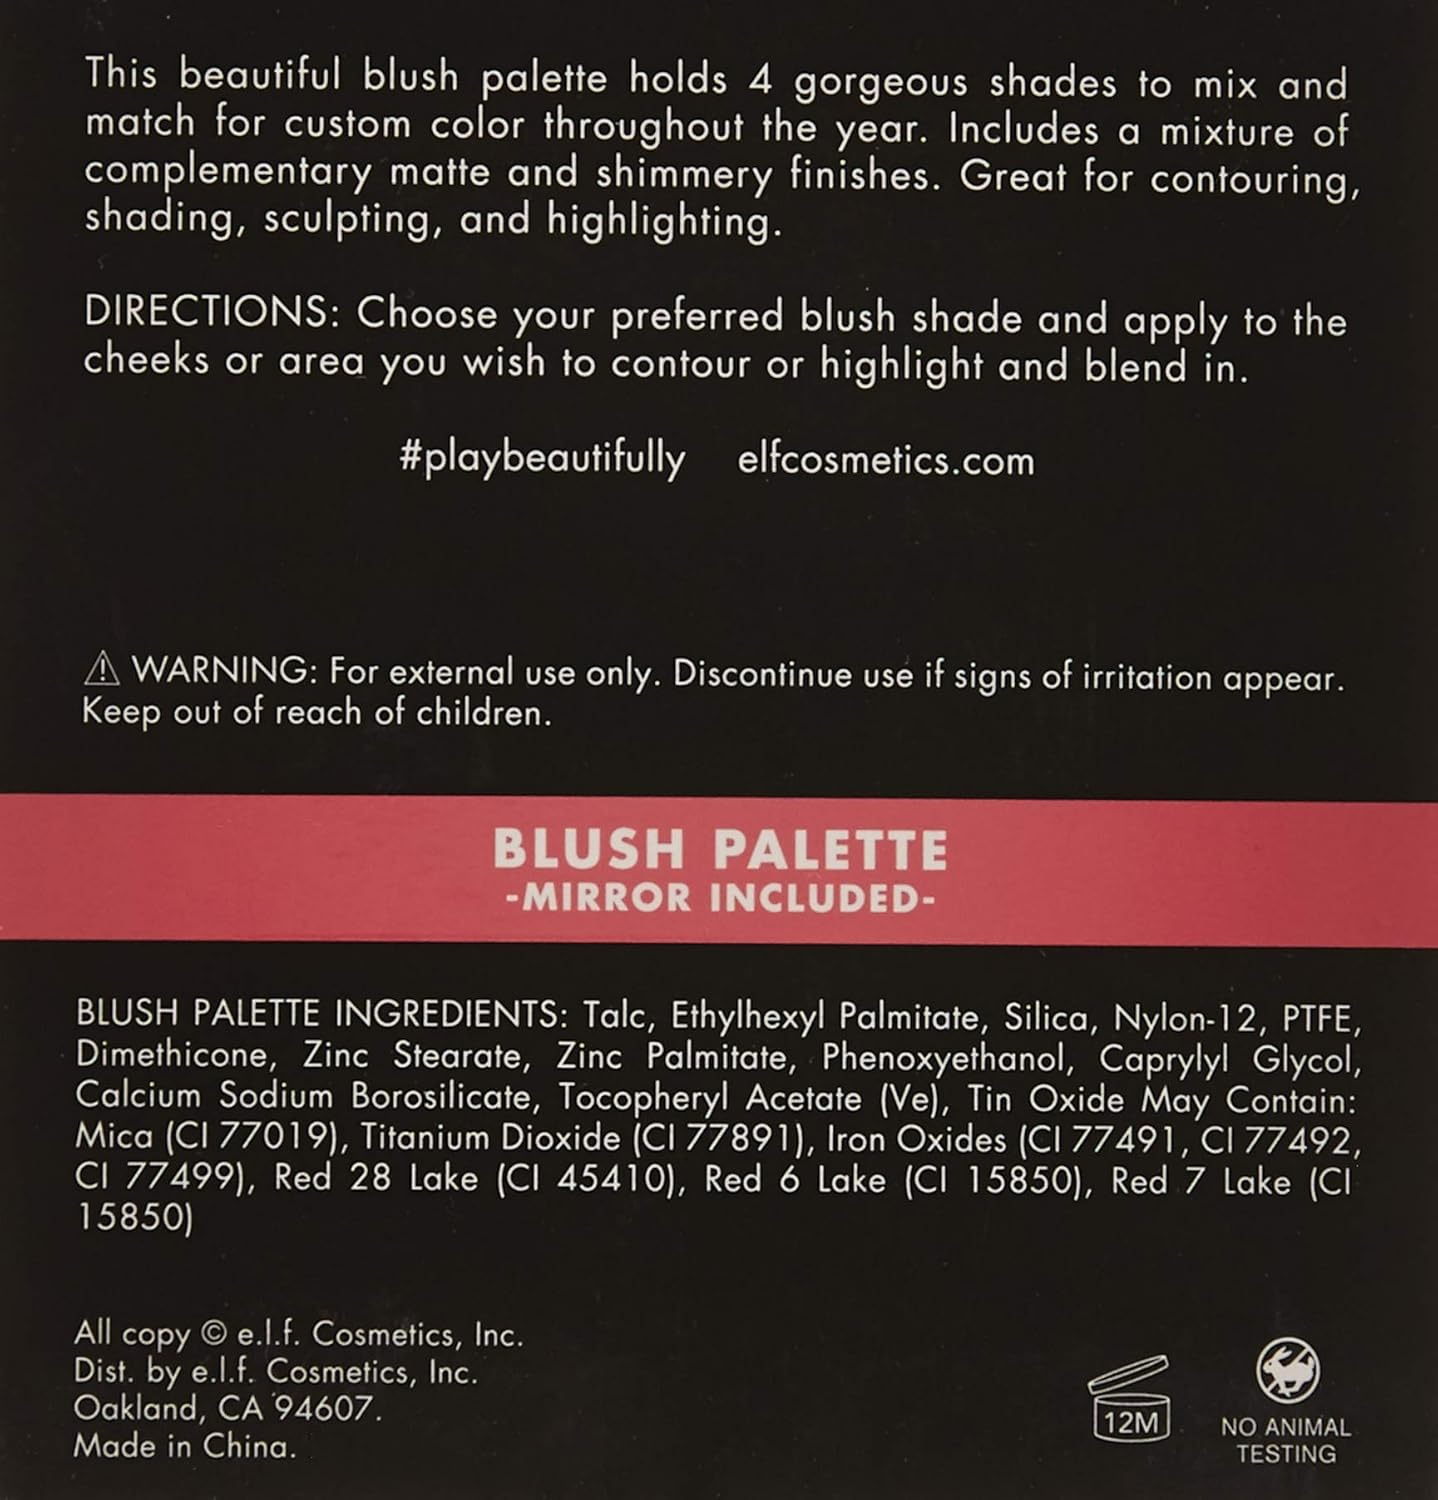 This beautiful blush palette holds 4 gorgeous shades to mix and
match for custom color throughout the year. Includes a mixture of
complementary matte and shimmery finishes. Great for contouring,
shading, sculpting, and highlighting.
DIRECTIONS: Choose your preferred blush shade and apply to the
cheeks or area you wish to contour or highlight and blend in.
#playbeautifully elfcosmetics.com
⚠ WARNING: For external use only. Discontinue use if signs of irritation appear.
Keep out of reach of children.
BLUSH PALETTE
-MIRROR INCLUDED-
BLUSH PALETTE INGREDIENTS: Talc, Ethylhexyl Palmitate, Silica, Nylon-12, PTFE,
Dimethicone, Zinc Stearate, Zinc Palmitate, Phenoxyethanol, Caprylyl Glycol,
Calcium Sodium Borosilicate, Tocopheryl Acetate (Ve), Tin Oxide May Contain:
Mica (CI 77019), Titanium Dioxide (CI 77891), Iron Oxides (CI 77491, CI 77492,
CI 77499), Red 28 Lake (CI 45410), Red 6 Lake (CI 15850), Red 7 Lake (CI
15850)
All copy © e.l.f. Cosmetics, Inc.
Dist. by e.l.f. Cosmetics, Inc.
Oakland, CA 94607.
Made in China.
12M
NO ANIMAL
TESTING